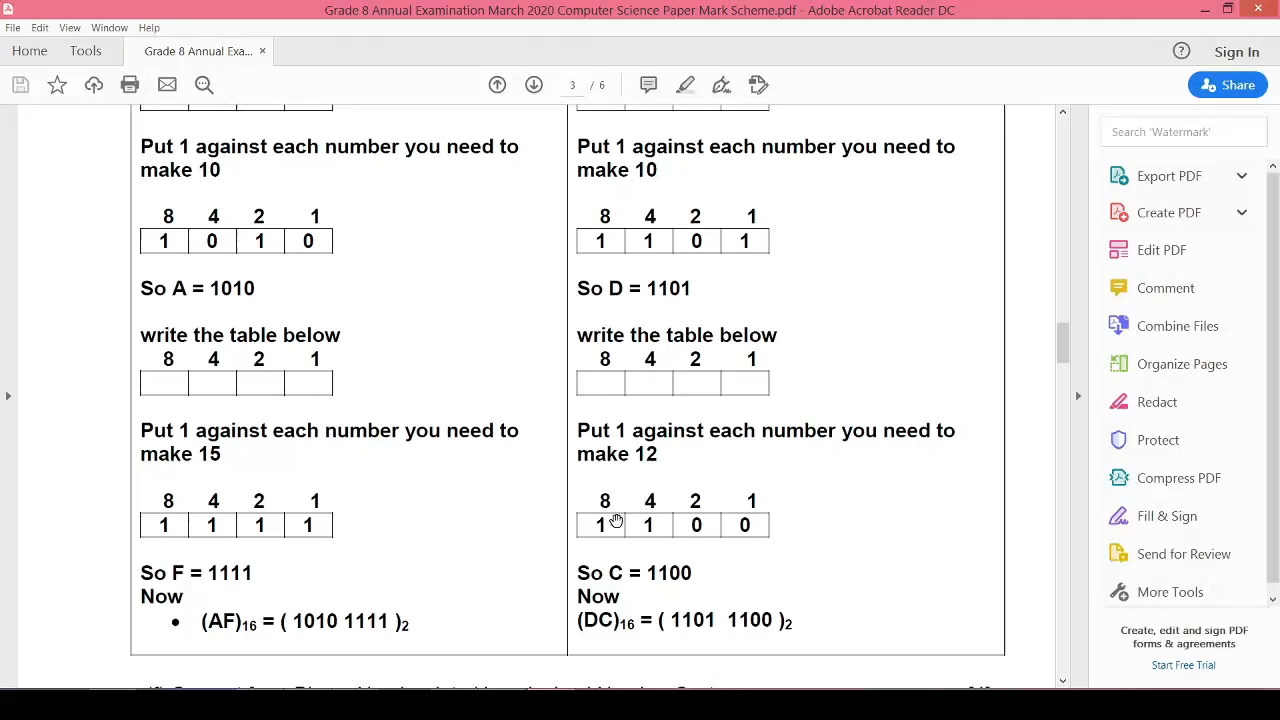 Grade 8 Annual Examination March 2020 Computer Science Paper Mark Scheme.pdf - Adobe Acrobat Reader DC
File Edit View Window Help
Home Tools Grade 8 Annual Exa... × Sign In
3 / 6 Share
Put 1 against each number you need to
make 10
8 4 2 1
1 0 1 0
So A = 1010
write the table below
8 4 2 1
Put 1 against each number you need to
make 15
8 4 2 1
1 1 1 1
So F = 1111
Now
• (AF)₁₆ = ( 1010 1111 )₂
Put 1 against each number you need to
make 10
8 4 2 1
1 1 0 1
So D = 1101
write the table below
8 4 2 1
Put 1 against each number you need to
make 12
8 4 2 1
1 1 0 0
So C = 1100
Now
(DC)₁₆ = ( 1101 1100 )₂
Search 'Watermark'
Export PDF
Create PDF
Edit PDF
Comment
Combine Files
Organize Pages
Redact
Protect
Compress PDF
Fill & Sign
Send for Review
More Tools
Create, edit and sign PDF
forms & agreements
Start Free Trial